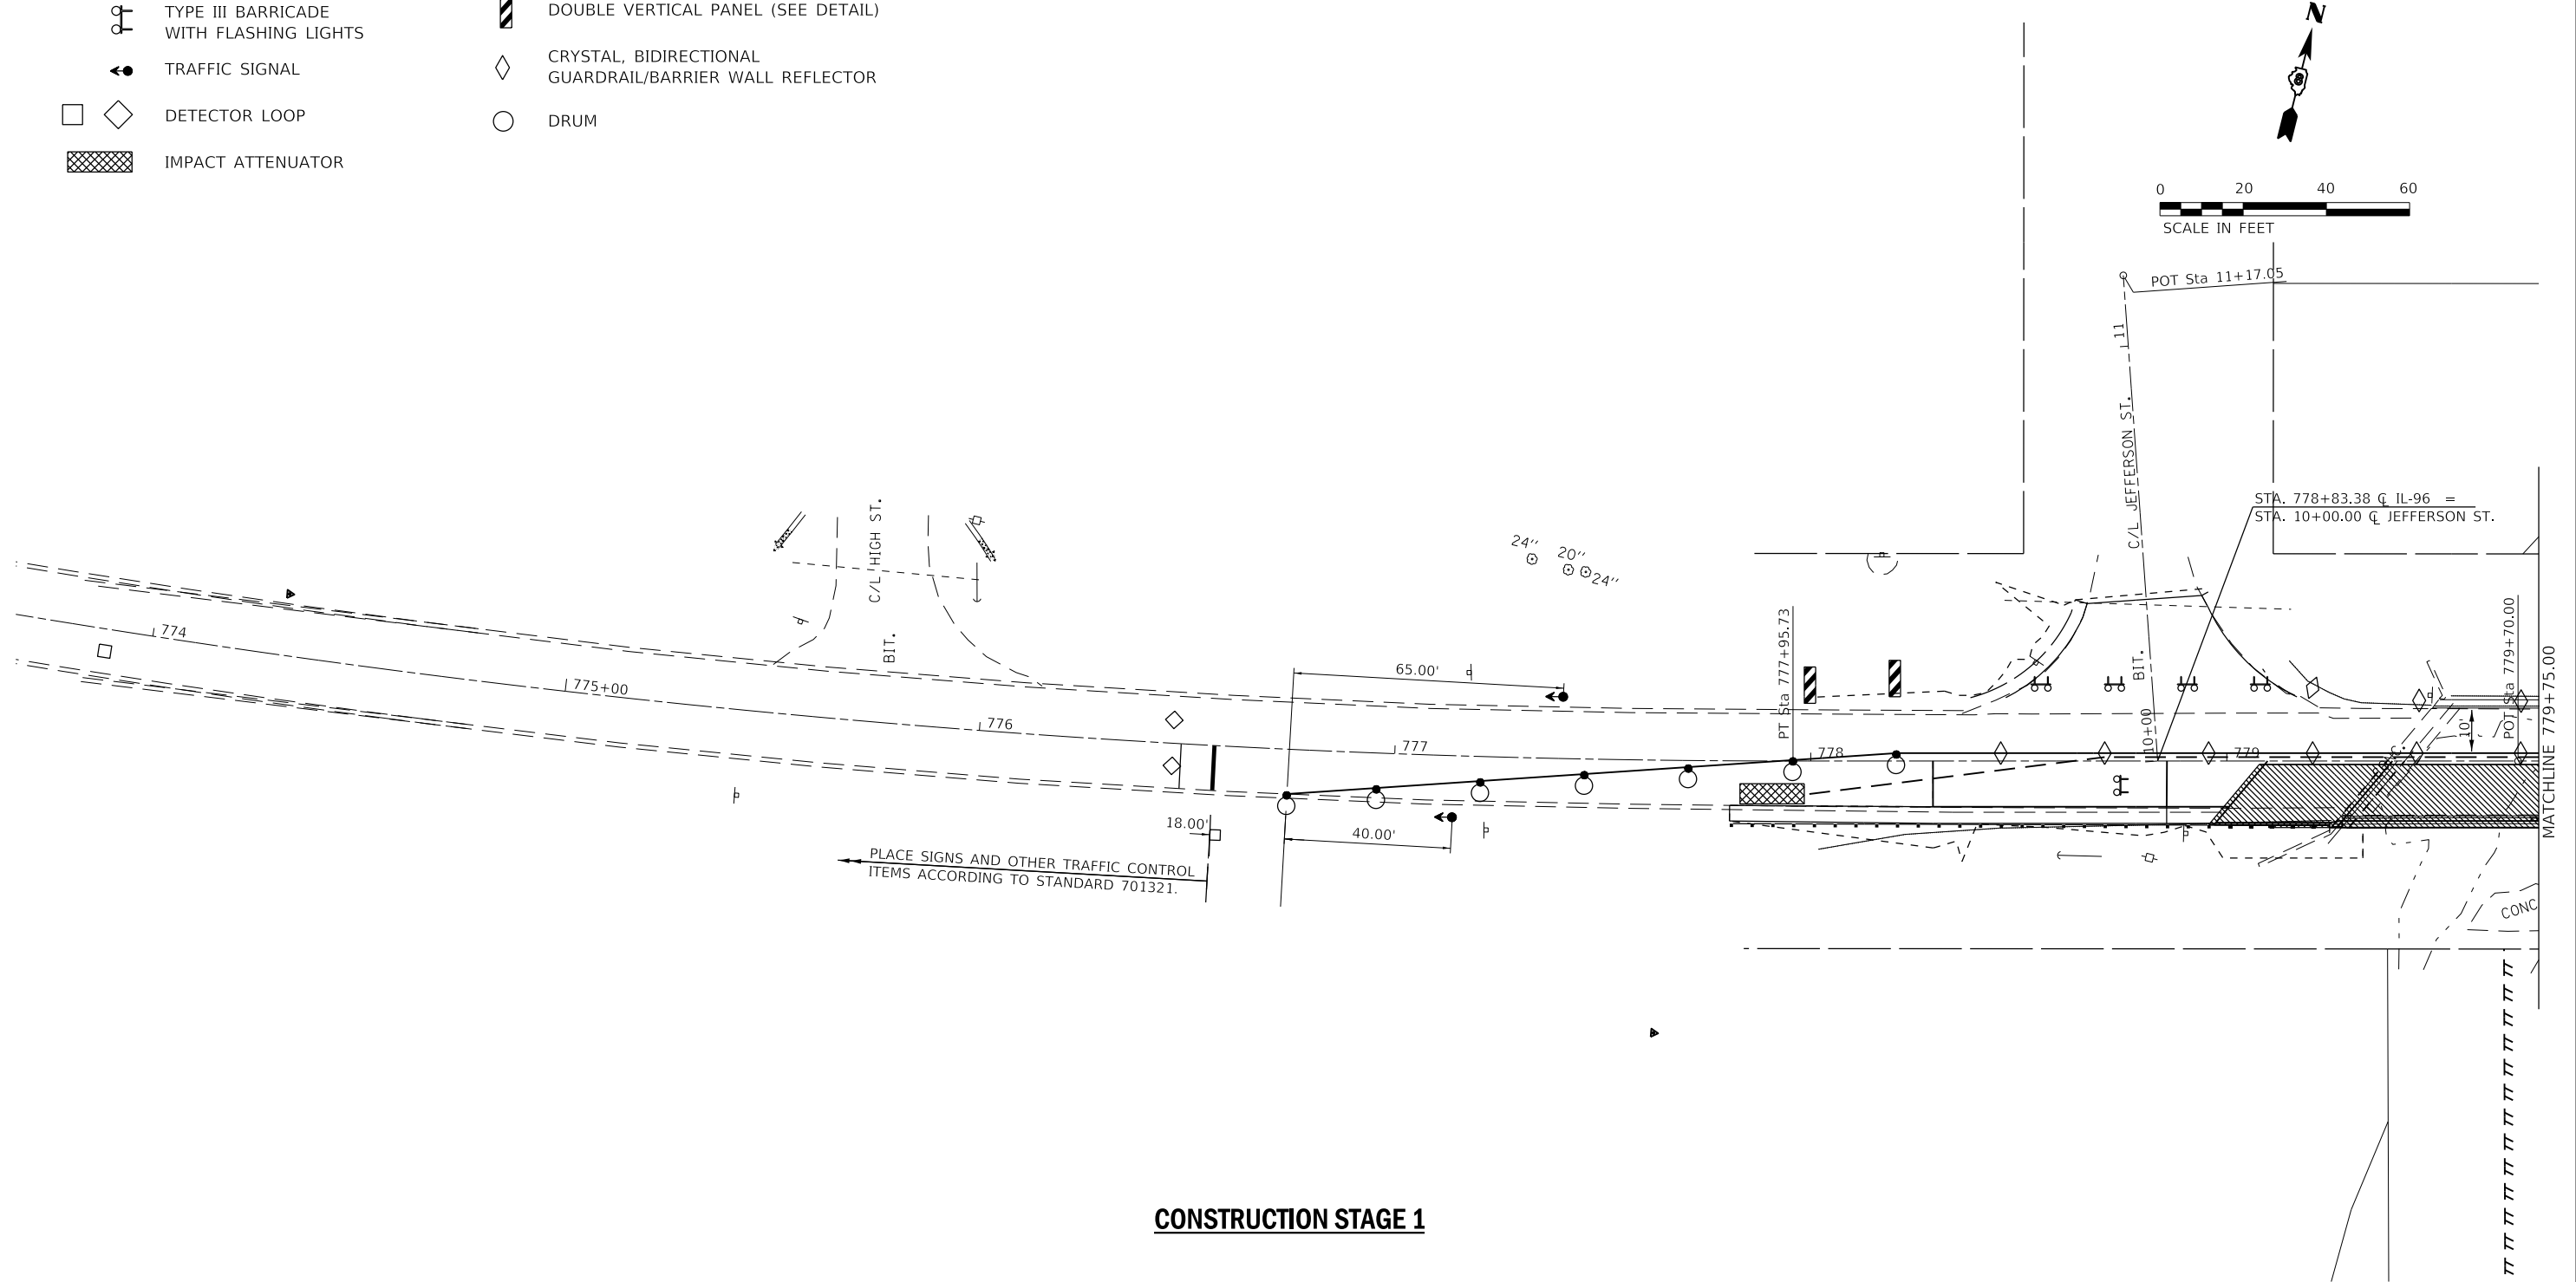 TYPE III BARRICADE
WITH FLASHING LIGHTS
TRAFFIC SIGNAL
DETECTOR LOOP
IMPACT ATTENUATOR
DOUBLE VERTICAL PANEL (SEE DETAIL)
CRYSTAL, BIDIRECTIONAL
GUARDRAIL/BARRIER WALL REFLECTOR
DRUM
N
8
0 20 40 60
SCALE IN FEET
POT Sta 11+17.05
11
C/L JEFFERSON ST.
STA. 778+83.38 ℄ IL-96 =
STA. 10+00.00 ℄ JEFFERSON ST.
C/L HIGH ST.
BIT.
24''
20''
24''
774
775+00
776
777
778
779
65.00'
PT Sta 777+95.73
BIT.
10+00
POT Sta 779+70.00
10'
MATCHLINE 779+75.00
18.00'
40.00'
PLACE SIGNS AND OTHER TRAFFIC CONTROL
ITEMS ACCORDING TO STANDARD 701321.
CONC
CONSTRUCTION STAGE 1